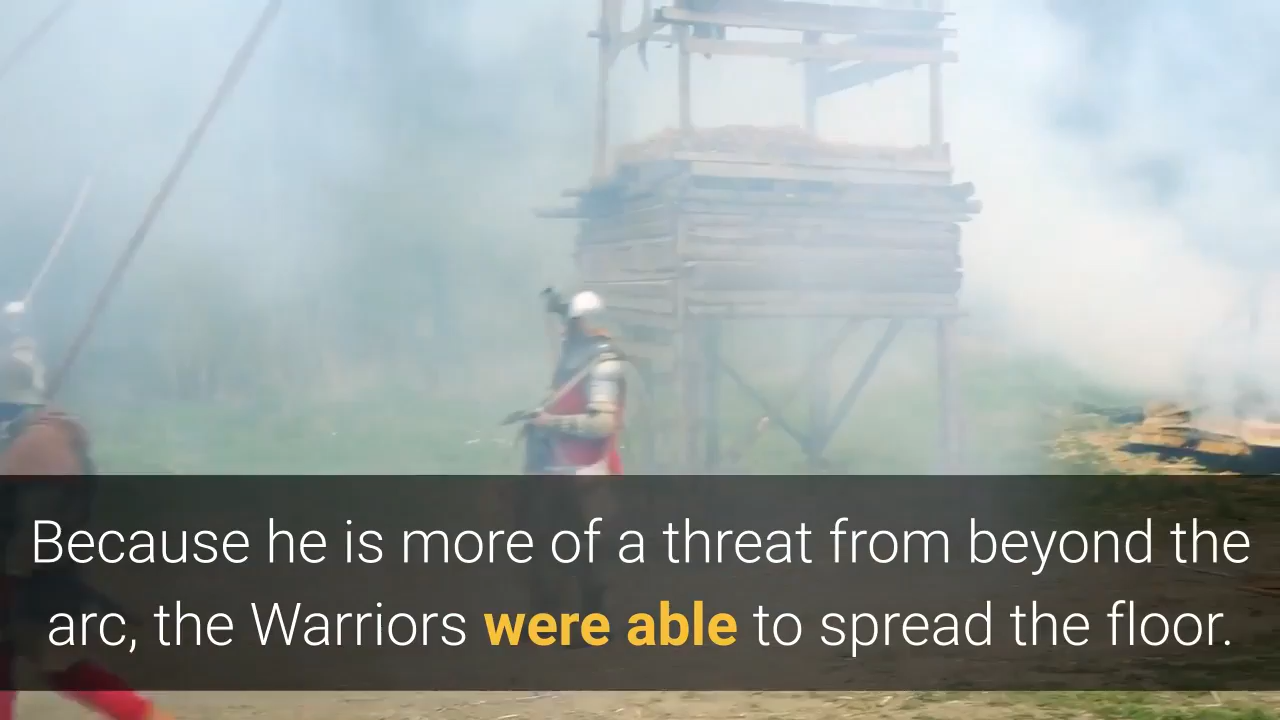 Because he is more of a threat from beyond the
arc, the Warriors were able to spread the floor.